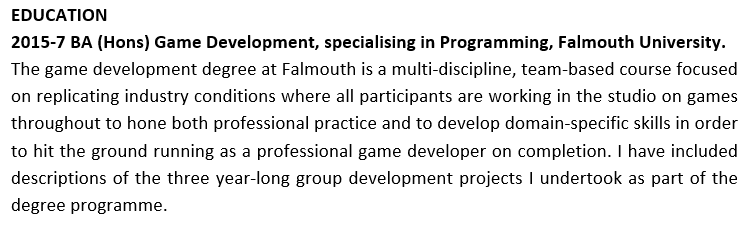 EDUCATION
2015-7 BA (Hons) Game Development, specialising in Programming, Falmouth University.
The game development degree at Falmouth is a multi-discipline, team-based course focused
on replicating industry conditions where all participants are working in the studio on games
throughout to hone both professional practice and to develop domain-specific skills in order
to hit the ground running as a professional game developer on completion. I have included
descriptions of the three year-long group development projects I undertook as part of the
degree programme.